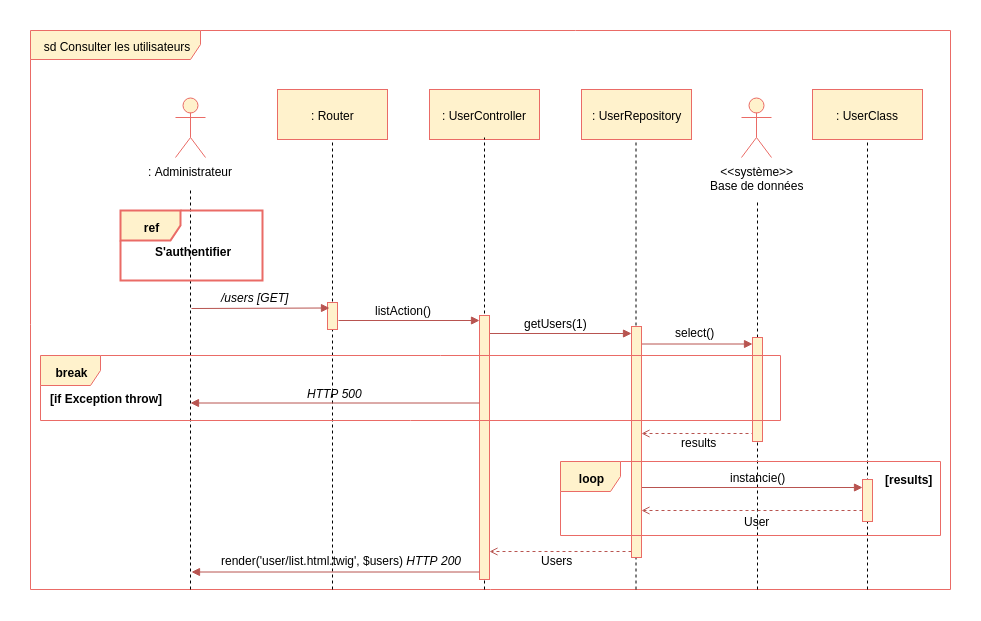 sd Consulter les utilisateurs
: Administrateur
: Router
: UserController
: UserRepository
<<système>>
Base de données
: UserClass
ref
S'authentifier
/users [GET]
listAction()
getUsers(1)
select()
break
[if Exception throw]
HTTP 500
results
loop
instancie()
[results]
User
Users
render('user/list.html.twig', $users) HTTP 200